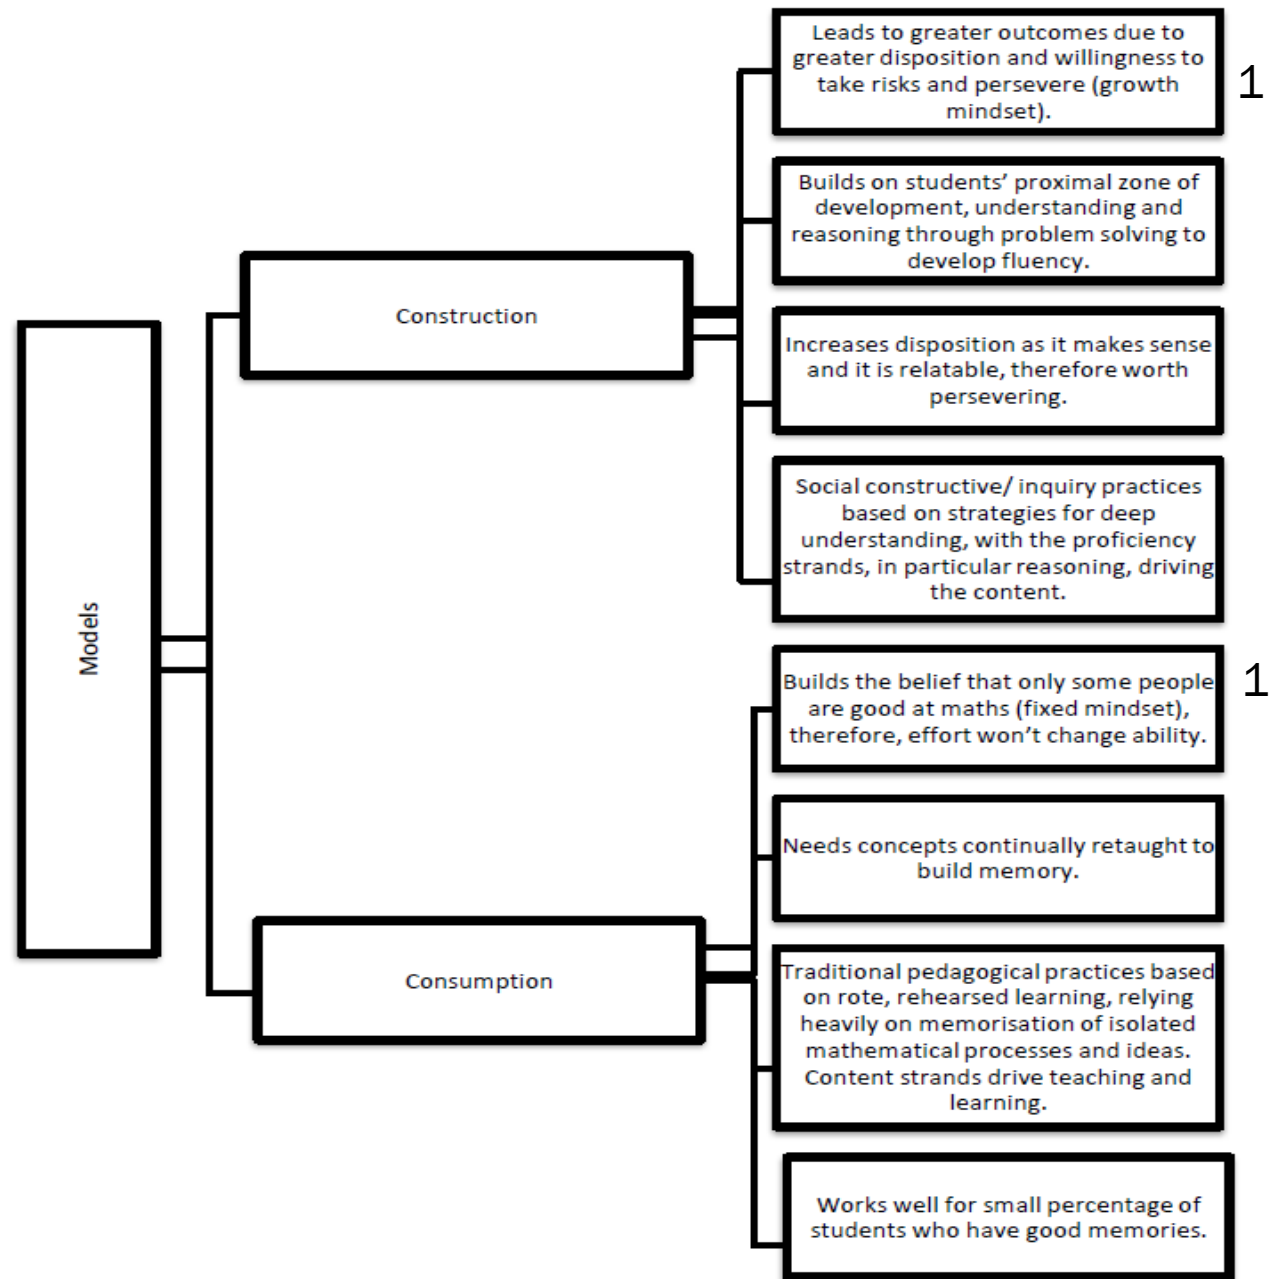 Models
Construction
Leads to greater outcomes due to
greater disposition and willingness to
take risks and persevere (growth
mindset).
1
Builds on students’ proximal zone of
development, understanding and
reasoning through problem solving to
develop fluency.
Increases disposition as it makes sense
and it is relatable, therefore worth
persevering.
Social constructive/ inquiry practices
based on strategies for deep
understanding, with the proficiency
strands, in particular reasoning, driving
the content.
Consumption
Builds the belief that only some people
are good at maths (fixed mindset),
therefore, effort won’t change ability.
1
Needs concepts continually retaught to
build memory.
Traditional pedagogical practices based
on rote, rehearsed learning, relying
heavily on memorisation of isolated
mathematical processes and ideas.
Content strands drive teaching and
learning.
Works well for small percentage of
students who have good memories.